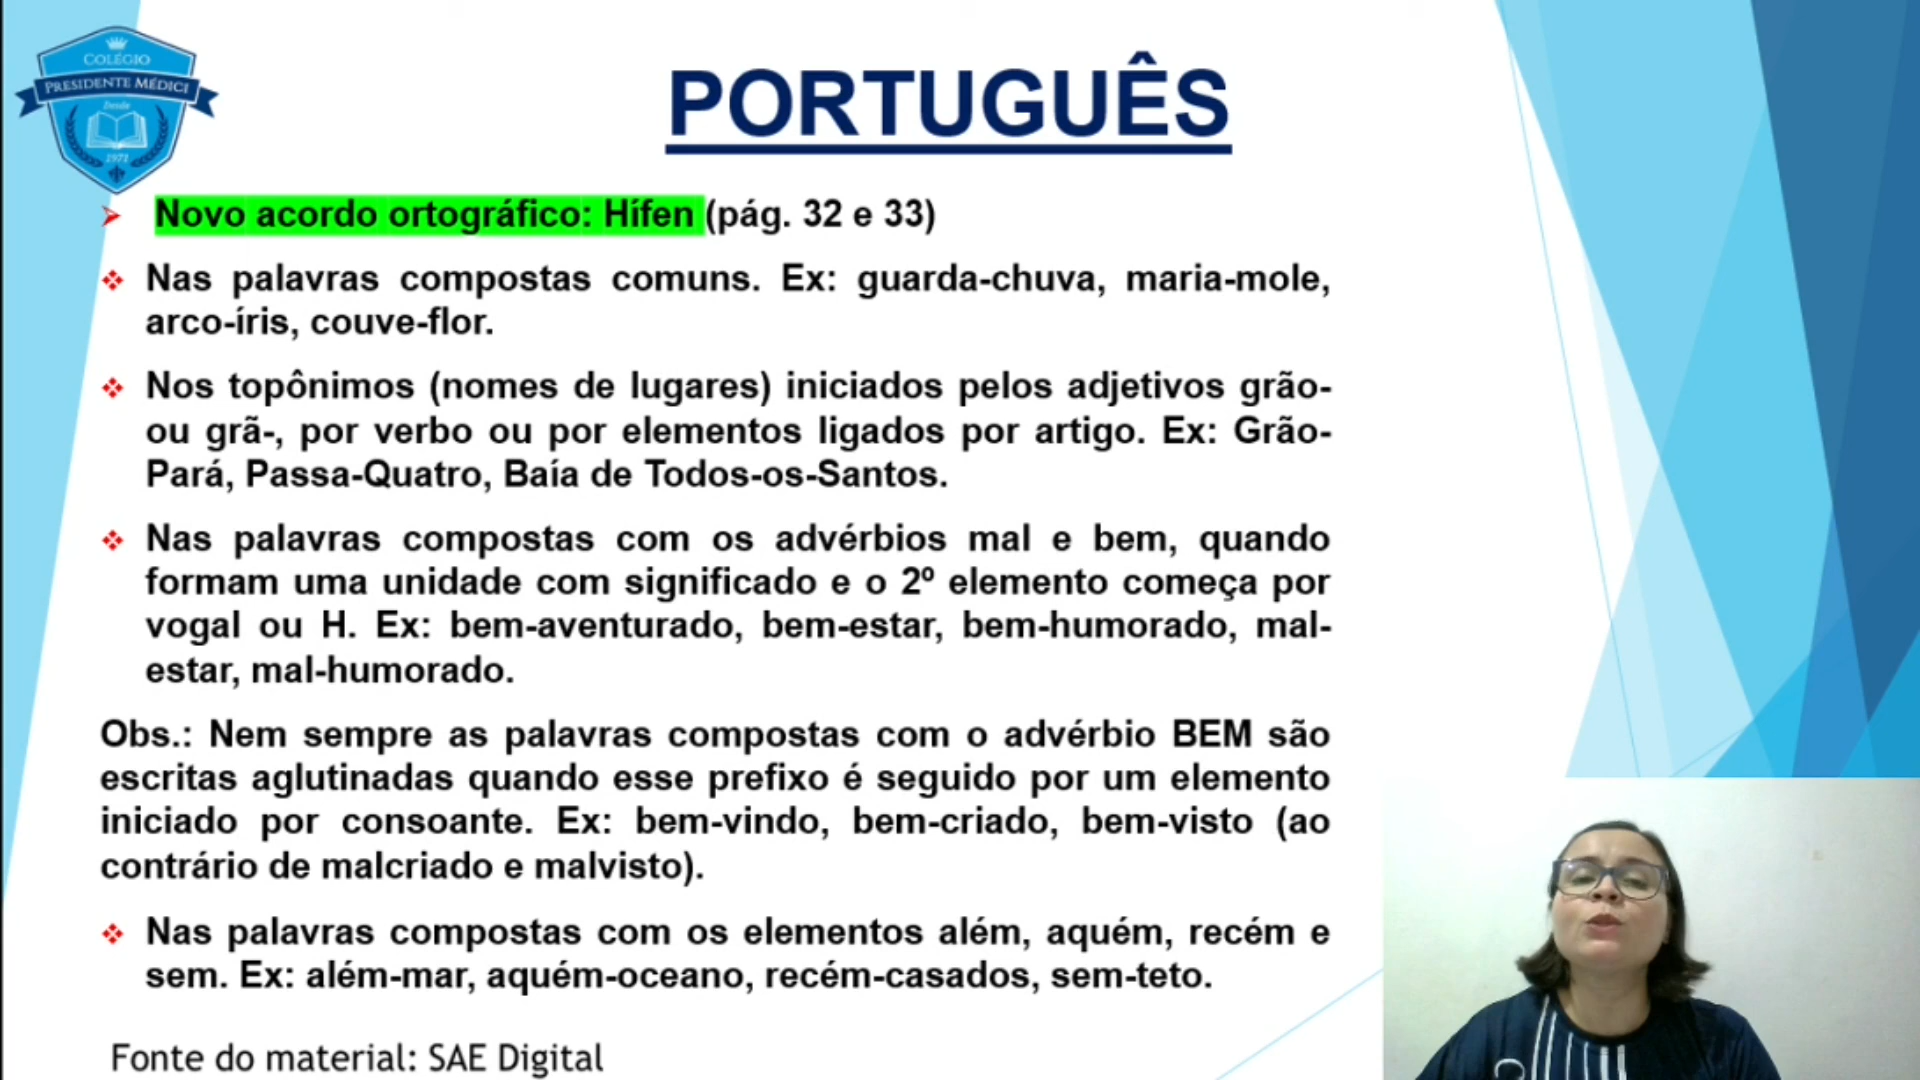 COLÉGIO
PRESIDENTE MÉDICI
Desde
1971
PORTUGUÊS
Novo acordo ortográfico: Hífen (pág. 32 e 33)
Nas palavras compostas comuns. Ex: guarda-chuva, maria-mole,
arco-íris, couve-flor.
Nos topônimos (nomes de lugares) iniciados pelos adjetivos grão-
ou grã-, por verbo ou por elementos ligados por artigo. Ex: Grão-
Pará, Passa-Quatro, Baía de Todos-os-Santos.
Nas palavras compostas com os advérbios mal e bem, quando
formam uma unidade com significado e o 2º elemento começa por
vogal ou H. Ex: bem-aventurado, bem-estar, bem-humorado, mal-
estar, mal-humorado.
Obs.: Nem sempre as palavras compostas com o advérbio BEM são
escritas aglutinadas quando esse prefixo é seguido por um elemento
iniciado por consoante. Ex: bem-vindo, bem-criado, bem-visto (ao
contrário de malcriado e malvisto).
Nas palavras compostas com os elementos além, aquém, recém e
sem. Ex: além-mar, aquém-oceano, recém-casados, sem-teto.
Fonte do material: SAE Digital